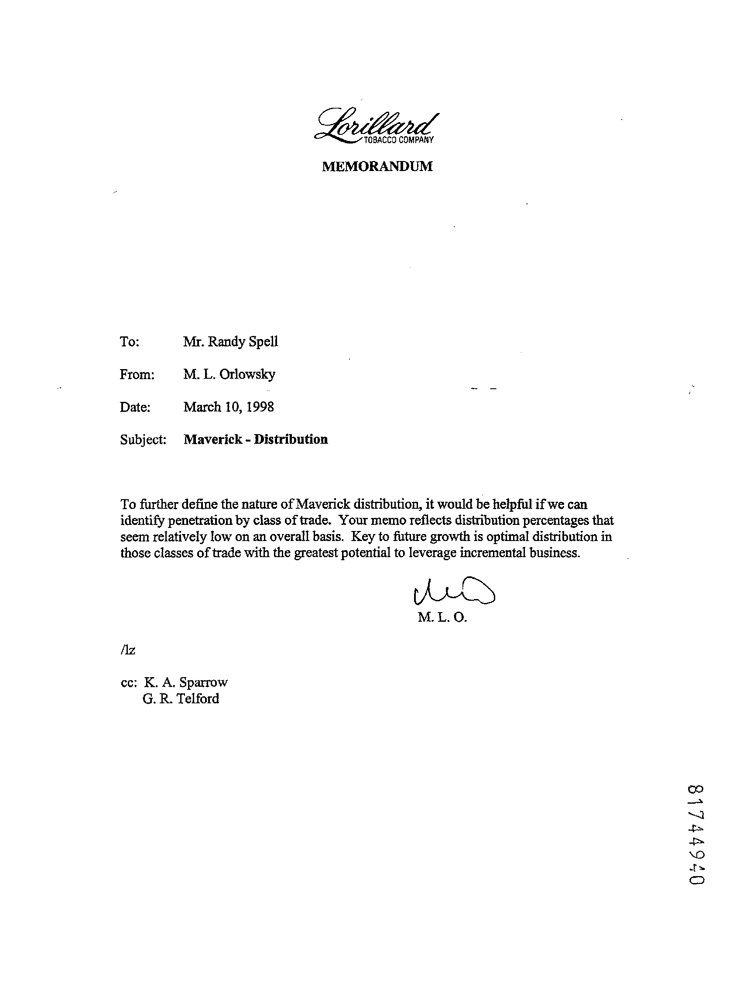 Lorillard
TOBACCO COMPANY
MEMORANDUM
To: Mr. Randy Spell
From: M. L. Orlowsky
Date: March 10, 1998
Subject: Maverick - Distribution
To further define the nature of Maverick distribution, it would be helpful if we can
identify penetration by class of trade. Your memo reflects distribution percentages that
seem relatively low on an overall basis. Key to future growth is optimal distribution in
those classes of trade with the greatest potential to leverage incremental business.
M. L. O.
/lz
cc: K. A. Sparrow
G. R. Telford
81744940